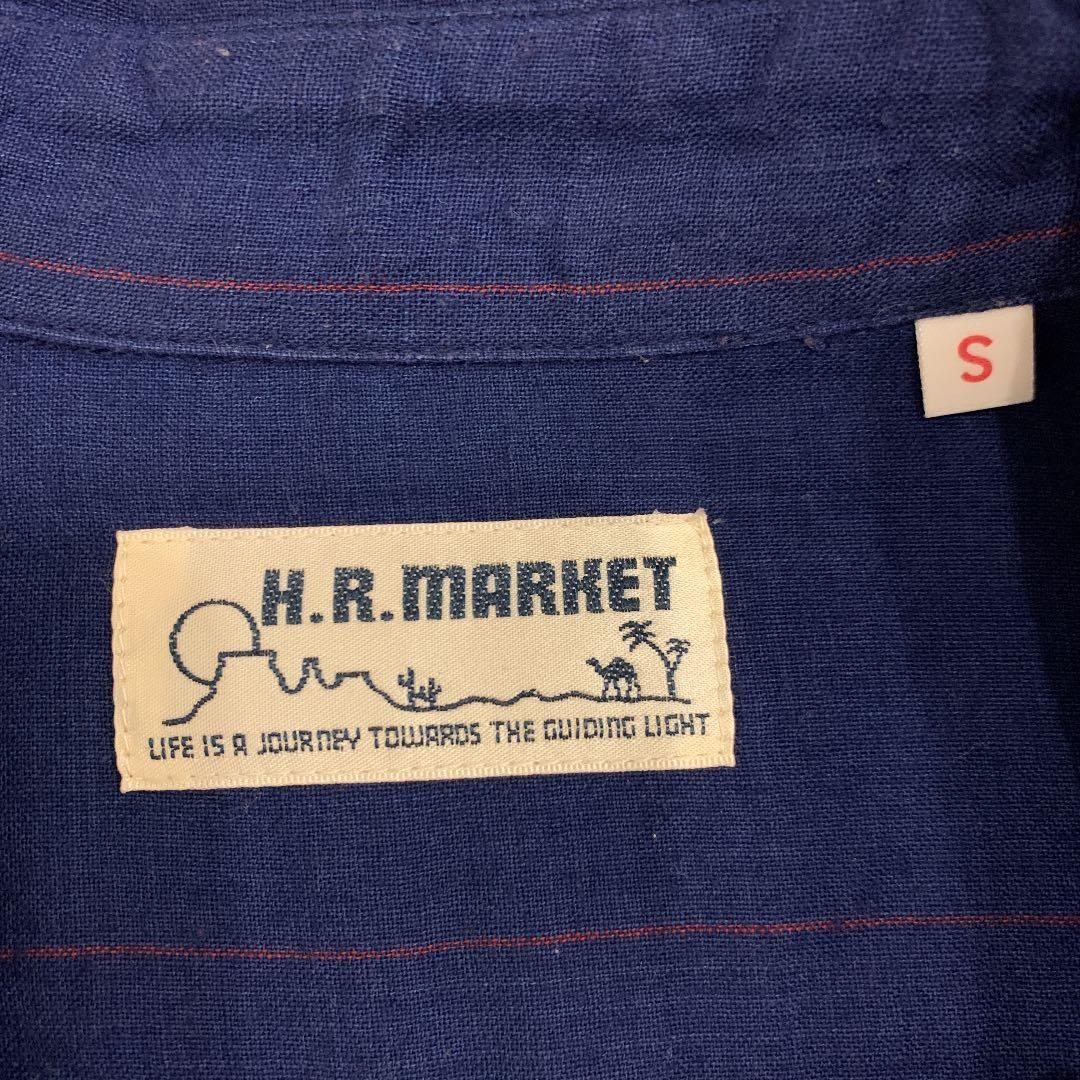 S
H.R.MARKET
LIFE IS A JOURNEY TOWARDS THE GUIDING LIGHT